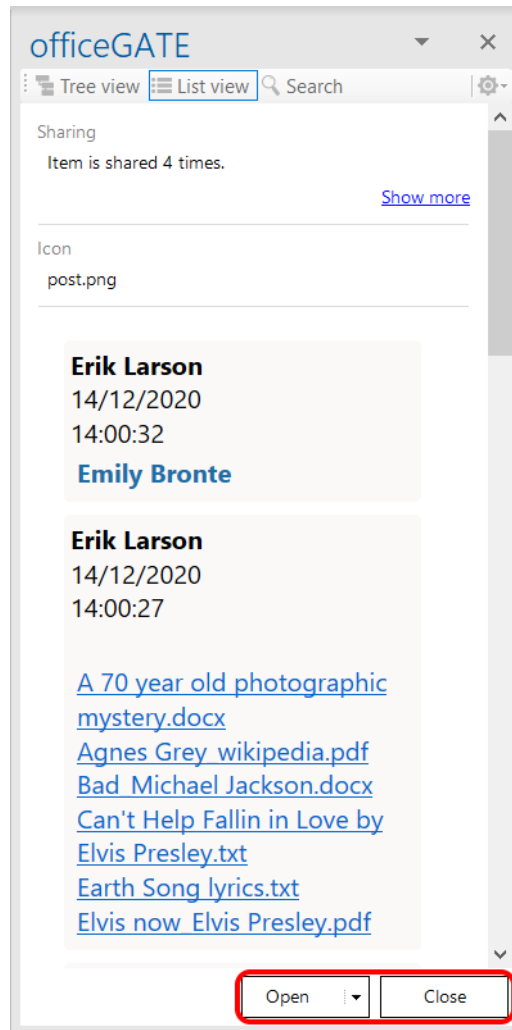 officeGATE
Tree view List view Search
Sharing
Item is shared 4 times.
Show more
Icon
post.png
Erik Larson
14/12/2020
14:00:32
Emily Bronte
Erik Larson
14/12/2020
14:00:27
A 70 year old photographic
mystery.docx
Agnes Grey_wikipedia.pdf
Bad_Michael Jackson.docx
Can't Help Fallin in Love by
Elvis Presley.txt
Earth Song lyrics.txt
Elvis now_Elvis Presley.pdf
Open Close